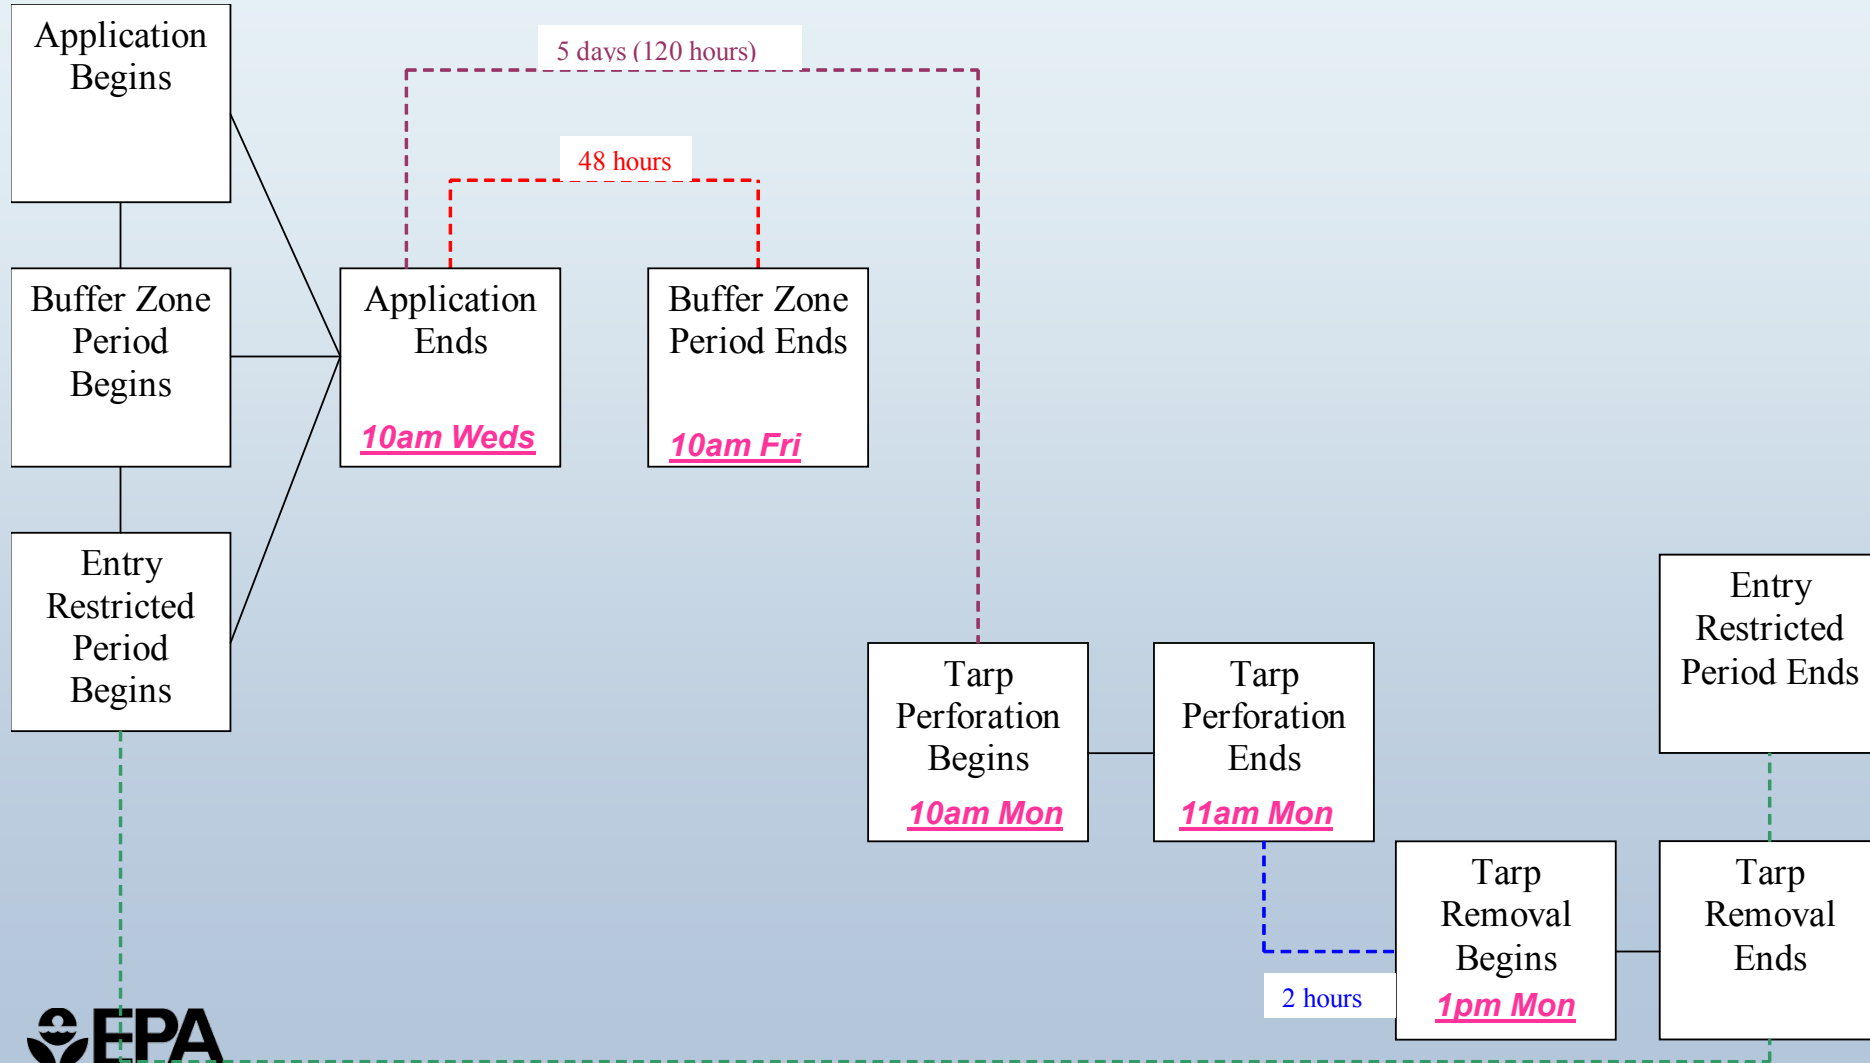 Application
Begins
5 days (120 hours)
48 hours
Buffer Zone
Period
Begins
Application
Ends
10am Weds
Buffer Zone
Period Ends
10am Fri
Entry
Restricted
Period
Begins
Tarp
Perforation
Begins
10am Mon
Tarp
Perforation
Ends
11am Mon
Entry
Restricted
Period Ends
2 hours
Tarp
Removal
Begins
1pm Mon
Tarp
Removal
Ends
EPA